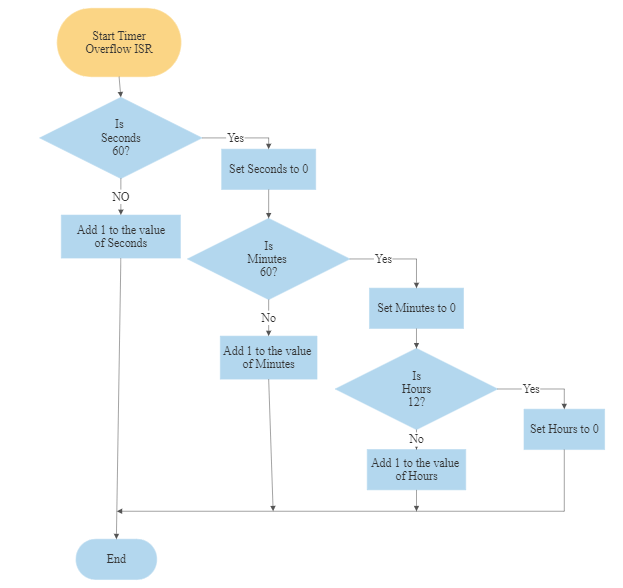 Start Timer
Overflow ISR
Is
Seconds
60?
Yes
Set Seconds to 0
NO
Add 1 to the value
of Seconds
Is
Minutes
60?
Yes
Set Minutes to 0
No
Add 1 to the value
of Minutes
Is
Hours
12?
Yes
Set Hours to 0
No
Add 1 to the value
of Hours
End